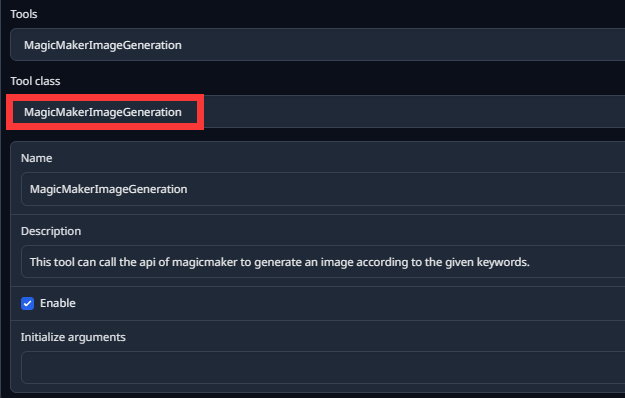 Tools
MagicMakerImageGeneration
Tool class
MagicMakerImageGeneration
Name
MagicMakerImageGeneration
Description
This tool can call the api of magicmaker to generate an image according to the given keywords.
Enable
Initialize arguments